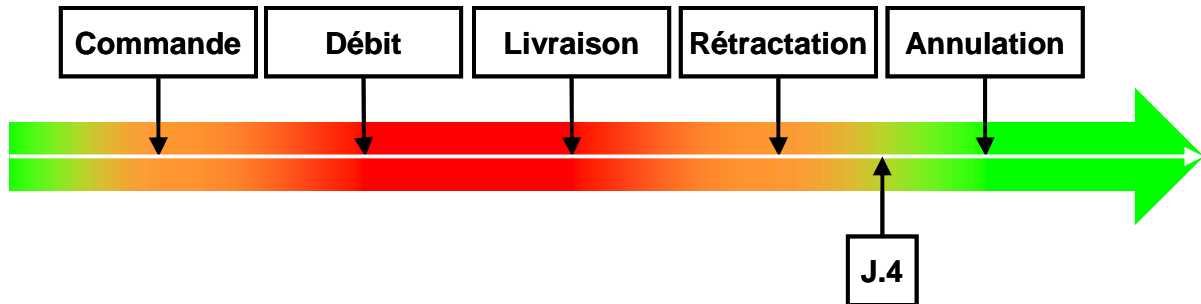 Commande
Débit
Livraison
Rétractation
Annulation
J.4